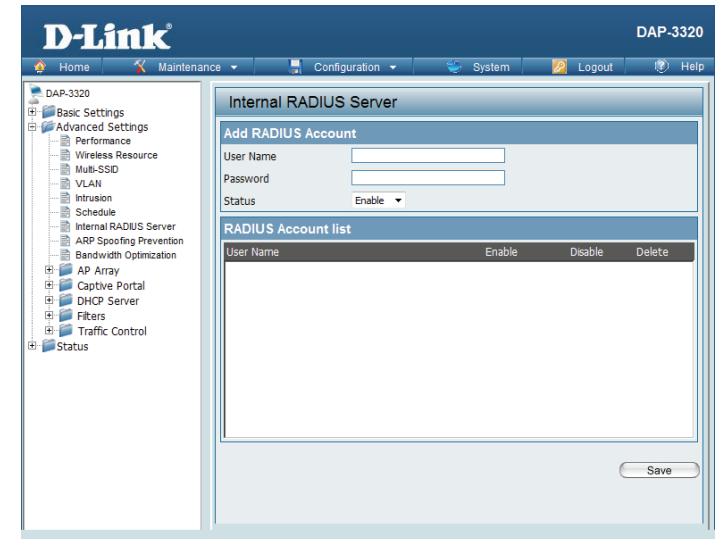 D-Link®
DAP-3320
Home Maintenance Configuration System Logout Help
DAP-3320
Basic Settings
Advanced Settings
Performance
Wireless Resource
Multi-SSID
VLAN
Intrusion
Schedule
Internal RADIUS Server
ARP Spoofing Prevention
Bandwidth Optimization
AP Array
Captive Portal
DHCP Server
Filters
Traffic Control
Status
Internal RADIUS Server
Add RADIUS Account
User Name
Password
Status Enable
RADIUS Account list
User Name Enable Disable Delete
Save